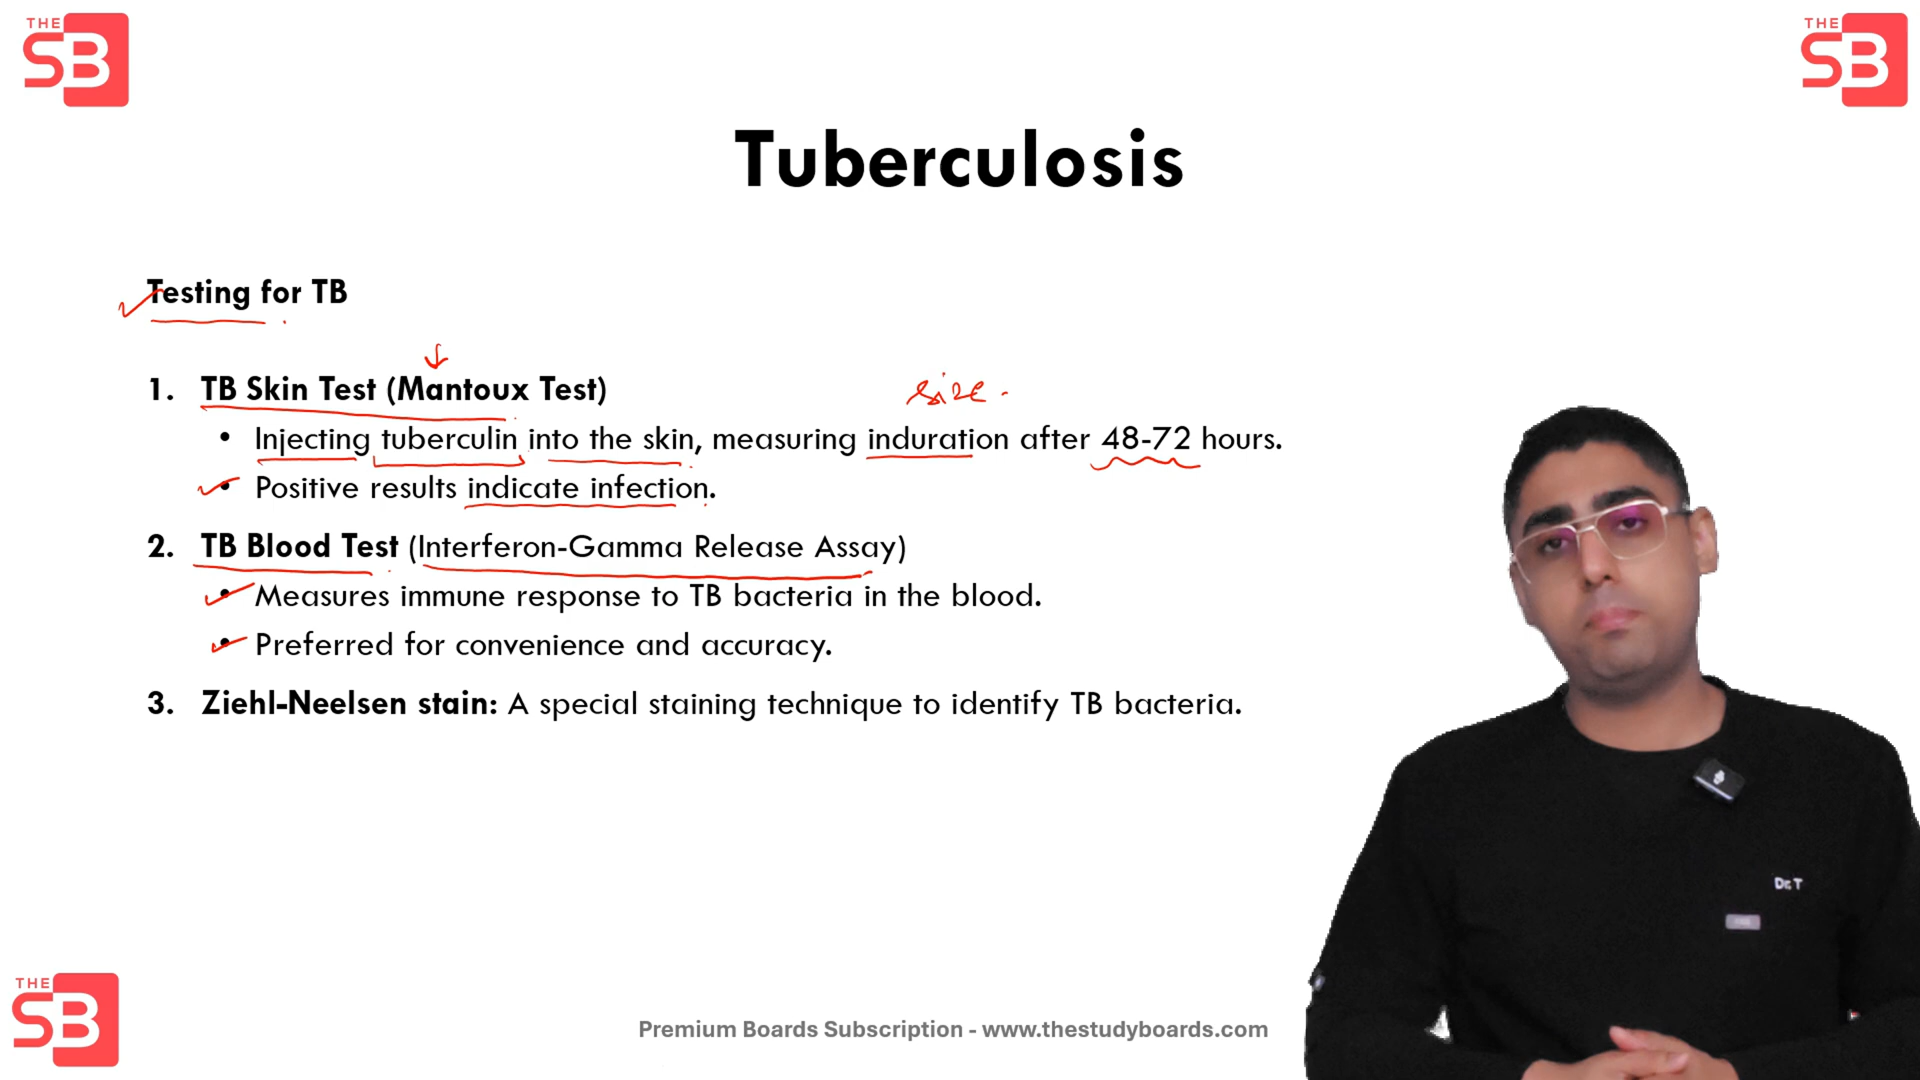 THE
SB
THE
SB
Tuberculosis
Testing for TB
1. TB Skin Test (Mantoux Test)
size.
• Injecting tuberculin into the skin, measuring induration after 48-72 hours.
• Positive results indicate infection.
2. TB Blood Test (Interferon-Gamma Release Assay)
• Measures immune response to TB bacteria in the blood.
• Preferred for convenience and accuracy.
3. Ziehl-Neelsen stain: A special staining technique to identify TB bacteria.
Dr.T
THE
SB
Premium Boards Subscription - www.thestudyboards.com